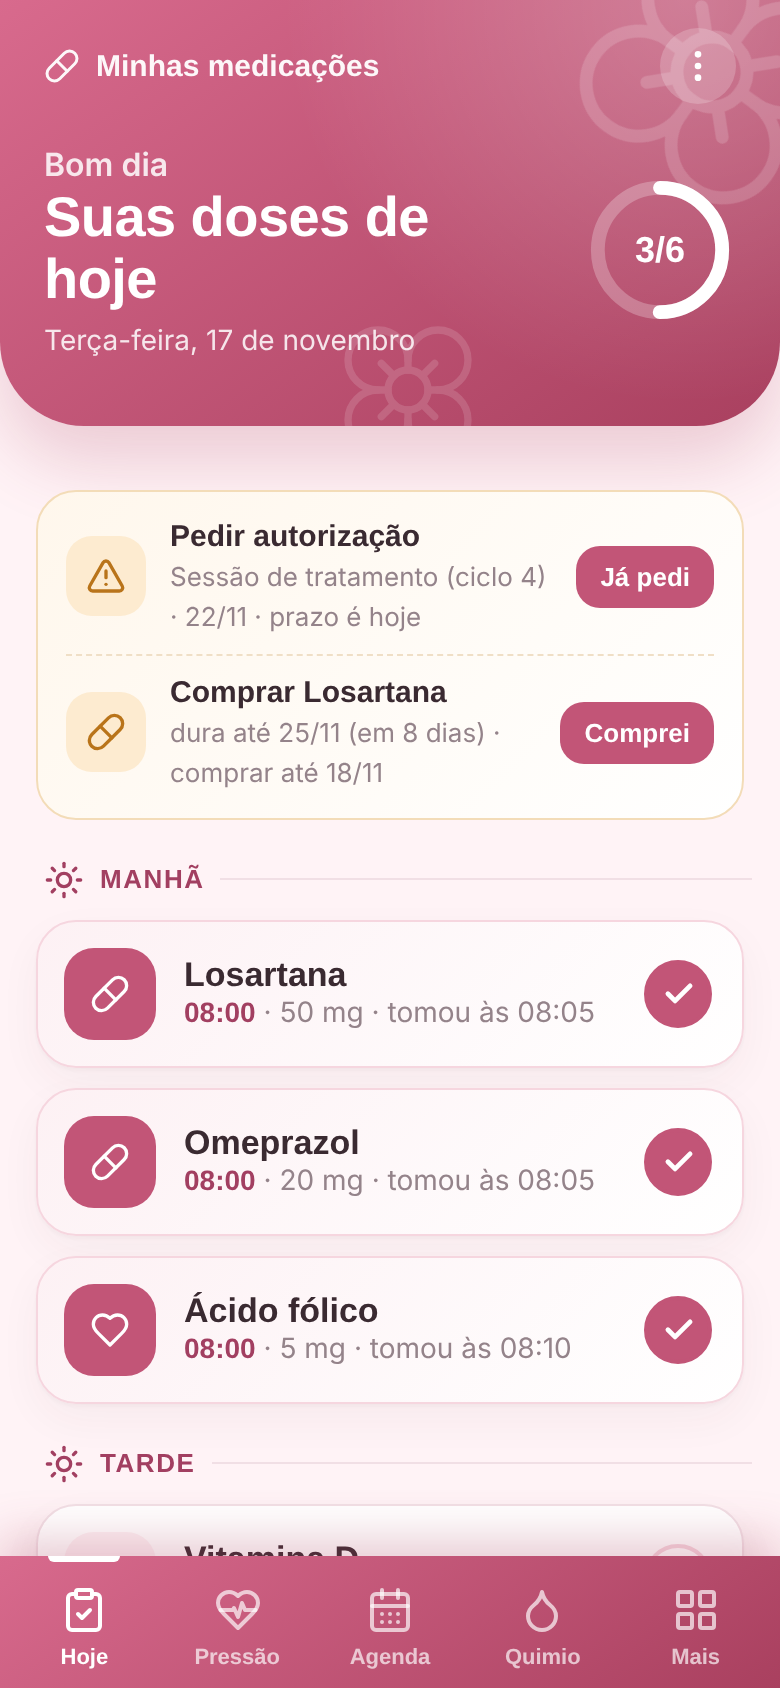 Minhas medicações
Bom dia
Suas doses de
hoje
Terça-feira, 17 de novembro
3/6
Pedir autorização
Sessão de tratamento (ciclo 4)
· 22/11 · prazo é hoje
Já pedi
Comprar Losartana
dura até 25/11 (em 8 dias) ·
comprar até 18/11
Comprei
MANHÃ
Losartana
08:00 · 50 mg · tomou às 08:05
Omeprazol
08:00 · 20 mg · tomou às 08:05
Ácido fólico
08:00 · 5 mg · tomou às 08:10
TARDE
Vitamina D
Hoje
Pressão
Agenda
Quimio
Mais